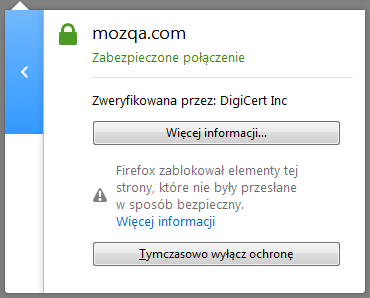 mozqa.com
Zabezpieczone połączenie
Zweryfikowana przez: DigiCert Inc
Więcej informacji...
Firefox zablokował elementy tej
strony, które nie były przesłane
w sposób bezpieczny.
Więcej informacji
Tymczasowo wyłącz ochronę